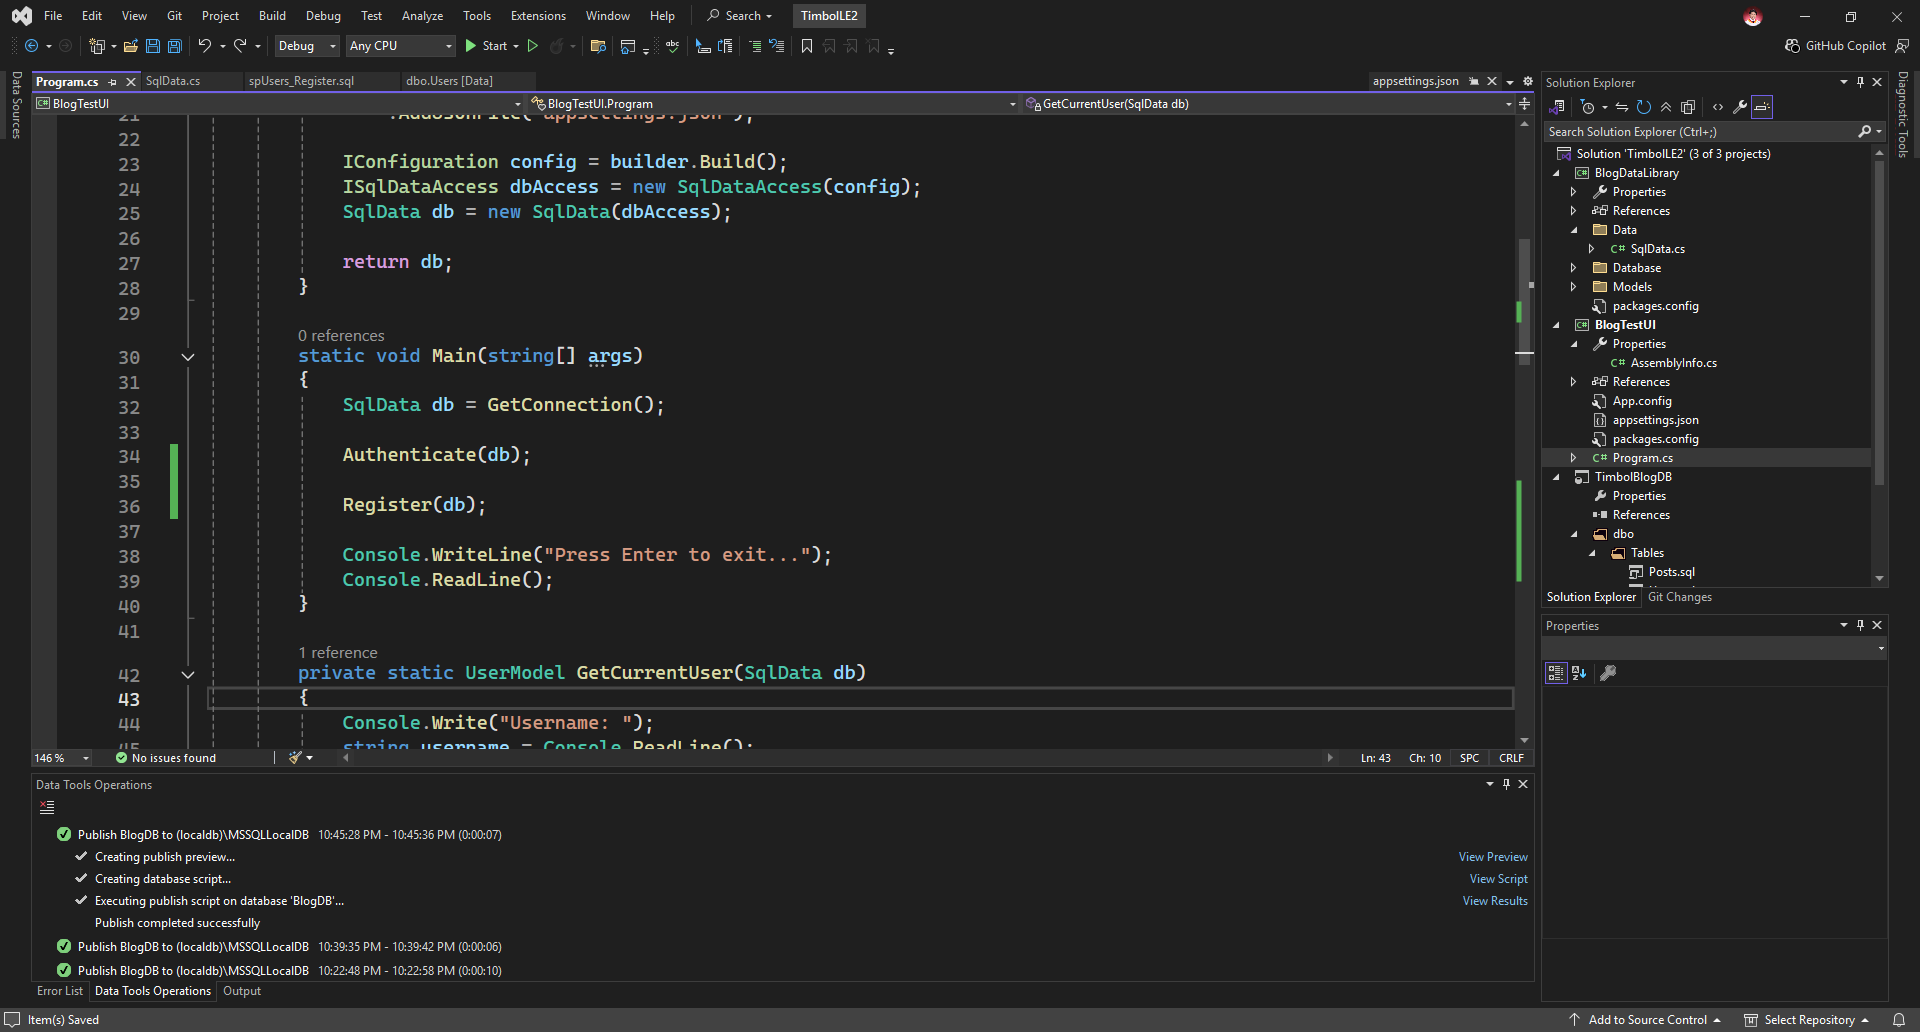 File Edit View Git Project Build Debug Test Analyze Tools Extensions Window Help Search TimbolLE2
Debug Any CPU Start GitHub Copilot
Data Sources
Program.cs SqlData.cs spUsers_Register.sql dbo.Users [Data] appsettings.json
BlogTestUI BlogTestUI.Program GetCurrentUser(SqlData db)
21 .AddJsonFile("appsettings.json");
22
23 IConfiguration config = builder.Build();
24 ISqlDataAccess dbAccess = new SqlDataAccess(config);
25 SqlData db = new SqlData(dbAccess);
26
27 return db;
28 }
29
0 references
30 static void Main(string[] args)
31 {
32 SqlData db = GetConnection();
33
34 Authenticate(db);
35
36 Register(db);
37
38 Console.WriteLine("Press Enter to exit...");
39 Console.ReadLine();
40 }
41
1 reference
42 private static UserModel GetCurrentUser(SqlData db)
43 {
44 Console.Write("Username: ");
45 string username = Console.ReadLine();
146 % No issues found Ln: 43 Ch: 10 SPC CRLF
Data Tools Operations
Publish BlogDB to (localdb)\MSSQLLocalDB 10:45:28 PM - 10:45:36 PM (0:00:07)
Creating publish preview... View Preview
Creating database script... View Script
Executing publish script on database 'BlogDB'... View Results
Publish completed successfully
Publish BlogDB to (localdb)\MSSQLLocalDB 10:39:35 PM - 10:39:42 PM (0:00:06)
Publish BlogDB to (localdb)\MSSQLLocalDB 10:22:48 PM - 10:22:58 PM (0:00:10)
Error List Data Tools Operations Output
Solution Explorer
Search Solution Explorer (Ctrl+;)
Solution 'TimbolLE2' (3 of 3 projects)
C# BlogDataLibrary
Properties
References
Data
C# SqlData.cs
Database
Models
packages.config
C# BlogTestUI
Properties
C# AssemblyInfo.cs
References
App.config
appsettings.json
packages.config
C# Program.cs
TimbolBlogDB
Properties
References
dbo
Tables
Posts.sql
Solution Explorer Git Changes
Properties
Diagnostic Tools
Item(s) Saved Add to Source Control Select Repository